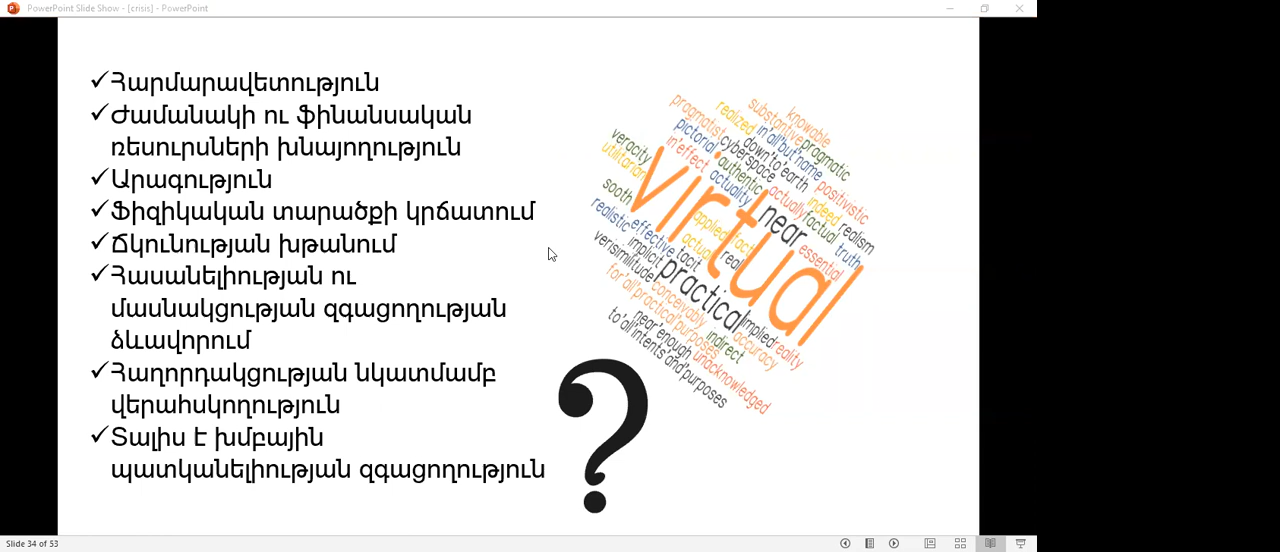 PowerPoint Slide Show - [crisis] - PowerPoint
✓Հարմարավետություն
✓Ժամանակի ու ֆինանսական
ռեսուրսների խնայողություն
✓Արագություն
✓Ֆիզիկական տարածքի կրճատում
✓Ճկունության խթանում
✓Հասանելիության ու
մասնակցության զգացողության
ձևավորում
✓Հաղորդակցության նկատմամբ
վերահսկողություն
✓Տալիս է խմբային
պատկանելիության զգացողություն
substantive
knowable
pragmatist
realized
in'all'but'name
pragmatic
pictorial
cyberspace
down'to'earth
veracity
in'effect
authentic
positivistic
utilitarian
actuality
actually
indeed
virtual
sooth
applied
near
factual
realism
realistic
effective
fact
truth
actual
essential
implicit
tacit
real
verisimilitude
practical
for'all'practical'purposes
conceivably
implied
reality
near'enough
indirect
accuracy
to'all'intents'and'purposes
unacknowledged
?
Slide 34 of 53